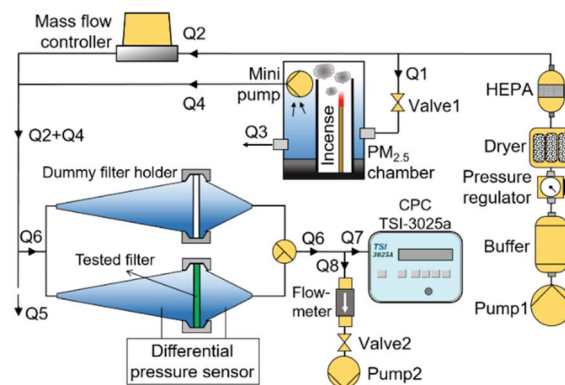 Mass flow
controller
Q2
Mini
pump
Q4
Q3
Incense
Q1
Valve1
PM2.5
chamber
HEPA
Dryer
Pressure
regulator
Buffer
Pump1
Q2+Q4
Dummy filter holder
Q6
Tested filter
Q5
Differential
pressure sensor
Q6
Q7
Q8
CPC
TSI-3025a
TSI
3025A
Flow-
meter
Valve2
Pump2